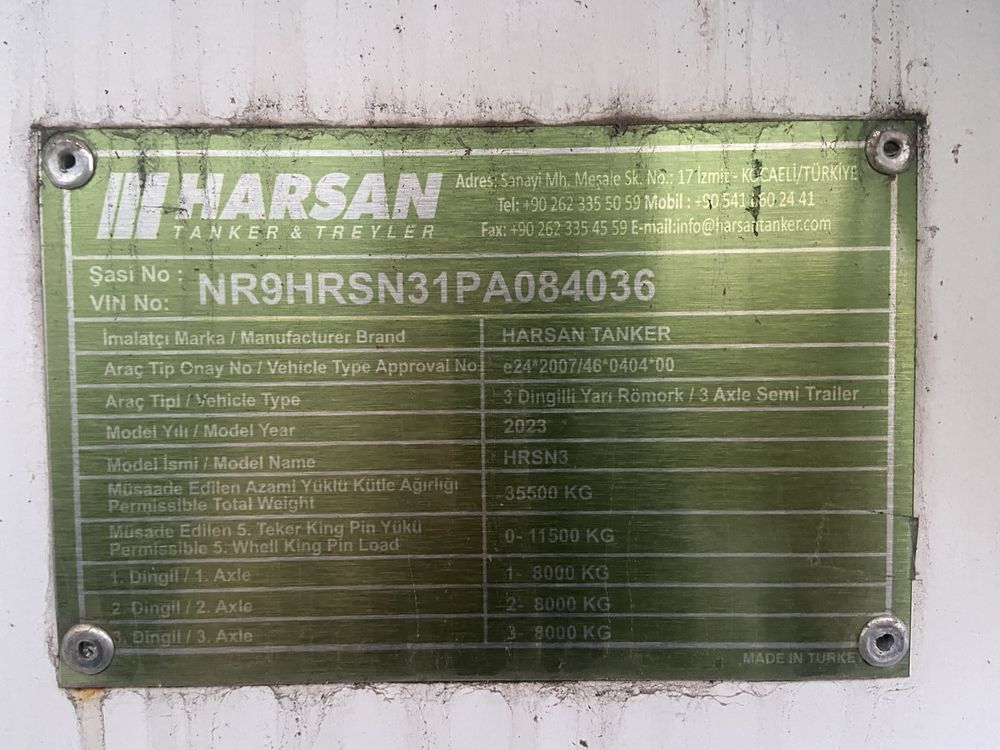 HARSAN
TANKER & TREYLER
Adres: Sanayi Mh. Meşale Sk. No.: 17 İzmit - KOCAELİ/TÜRKİYE
Tel: +90 262 335 50 59 Mobil : +90 541 860 24 41
Fax: +90 262 335 45 59 E-mail:info@harsantanker.com
Şasi No :
VIN No:
NR9HRSN31PA084036
İmalatçı Marka / Manufacturer Brand HARSAN TANKER
Araç Tip Onay No / Vehicle Type Approval No: e24*2007/46*0404*00
Araç Tipi / Vehicle Type 3 Dingilli Yarı Römork / 3 Axle Semi Trailer
Model Yılı / Model Year 2023
Model İsmi / Model Name HRSN3
Müsaade Edilen Azami Yüklü Kütle Ağırlığı
Permissible Total Weight
35500 KG
Müsade Edilen 5. Teker King Pin Yükü
Permissible 5. Whell King Pin Load
0- 11500 KG
1. Dingil / 1. Axle 1- 8000 KG
2. Dingil / 2. Axle 2- 8000 KG
3. Dingil / 3. Axle 3- 8000 KG
MADE IN TURKEY